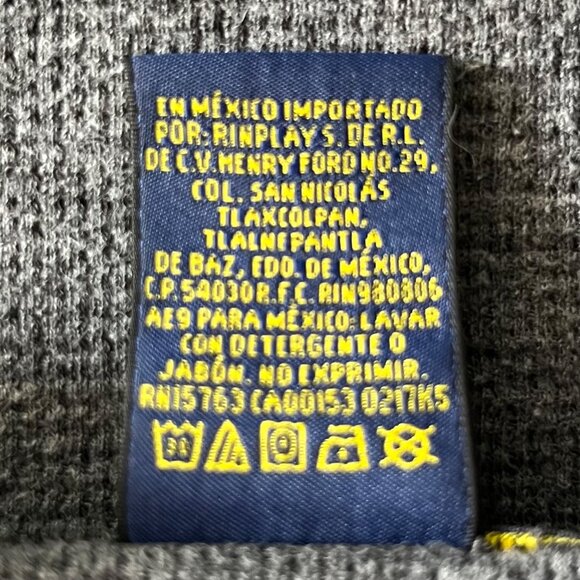 EN MÉXICO IMPORTADO
POR: RINPLAY S. DE R.L.
DE C.V. HENRY FORD NO. 29,
COL. SAN NICOLÁS
TLAXCOLPAN,
TLALNEPANTLA
DE BAZ, EDO. DE MÉXICO,
C.P. 54030 R.F.C. RIN980806
AE9 PARA MÉXICO: LAVAR
CON DETERGENTE O
JABÓN. NO EXPRIMIR.
RN15763 CA00153 0217K5
30